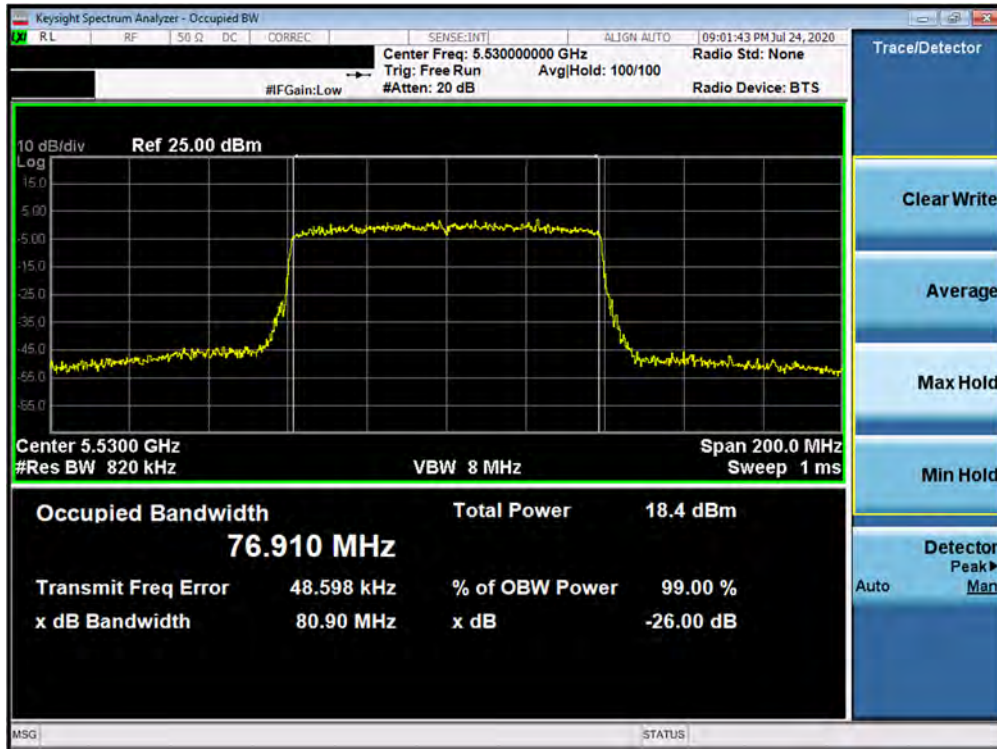 Keysight Spectrum Analyzer - Occupied BW
LXI RL RF 50 Ω DC CORREC SENSE:INT ALIGN AUTO 09:01:43 PM Jul 24, 2020
Center Freq: 5.530000000 GHz Radio Std: None
Trig: Free Run Avg|Hold: 100/100
#IFGain:Low #Atten: 20 dB Radio Device: BTS
10 dB/div Ref 25.00 dBm
Log
15.0
5.00
-5.00
-15.0
-25.0
-35.0
-45.0
-55.0
-65.0
Center 5.5300 GHz Span 200.0 MHz
#Res BW 820 kHz VBW 8 MHz Sweep 1 ms
Occupied Bandwidth Total Power 18.4 dBm
76.910 MHz
Transmit Freq Error 48.598 kHz % of OBW Power 99.00 %
x dB Bandwidth 80.90 MHz x dB -26.00 dB
MSG STATUS
Trace/Detector
Clear Write
Average
Max Hold
Min Hold
Detector
Peak▶
Auto Man